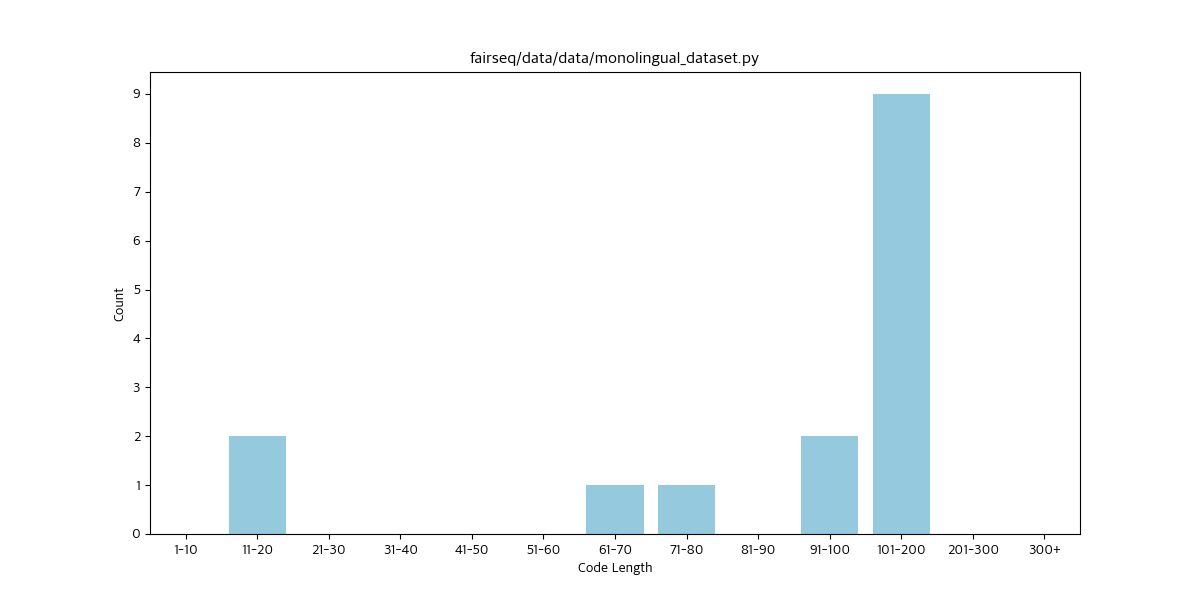 fairseq/data/data/monolingual_dataset.py
9
8
7
6
5
4
3
2
1
0
Count
1-10 11-20 21-30 31-40 41-50 51-60 61-70 71-80 81-90 91-100 101-200 201-300 300+
Code Length